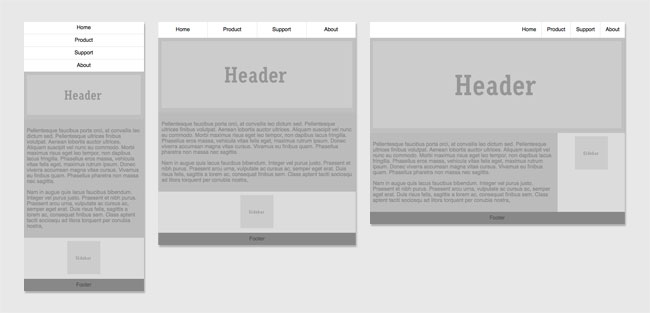 Home
Product
Support
About
Header
Pellentesque faucibus porta orci, at convallis leo
dictum sed. Pellentesque ultrices finibus
volutpat. Aenean lobortis auctor ultrices.
Aliquam suscipit vel nunc eu commodo. Morbi
maximus risus eget leo tempor, non dapibus lacus
fringilla. Phasellus eros massa, vehicula
vitae felis eget, maximus rutrum ipsum. Donec
viverra accumsan magna vitae cursus. Vivamus
eu finibus quam. Phasellus pharetra non massa
nec sagittis.
Nam in augue quis lacus faucibus bibendum.
Integer vel purus justo. Praesent et nibh purus.
Praesent arcu urna, vulputate ac cursus ac,
semper eget erat. Duis nisi felis, sagittis a
lorem ac, consequat finibus sem. Class aptent
taciti sociosqu ad litora torquent per conubia
nostra,
Sidebar
Footer
Home Product Support About
Header
Pellentesque faucibus porta orci, at convallis leo dictum sed. Pellentesque
ultrices finibus volutpat. Aenean lobortis auctor ultrices. Aliquam suscipit vel nunc
eu commodo. Morbi maximus risus eget leo tempor, non dapibus lacus fringilla.
Phasellus eros massa, vehicula vitae felis eget, maximus rutrum ipsum. Donec
viverra accumsan magna vitae cursus. Vivamus eu finibus quam. Phasellus
pharetra non massa nec sagittis.
Nam in augue quis lacus faucibus bibendum. Integer vel purus justo. Praesent et
nibh purus. Praesent arcu urna, vulputate ac cursus ac, semper eget erat. Duis nisi
felis, sagittis a lorem ac, consequat finibus sem. Class aptent taciti sociosqu
ad litora torquent per conubia nostra,
Sidebar
Footer
Home Product Support About
Header
Pellentesque faucibus porta orci, at convallis leo dictum sed. Pellentesque
ultrices finibus volutpat. Aenean lobortis auctor ultrices. Aliquam suscipit vel
nunc eu commodo. Morbi maximus risus eget leo tempor, non dapibus lacus
fringilla. Phasellus eros massa, vehicula vitae felis eget, maximus rutrum
ipsum. Donec viverra accumsan magna vitae cursus. Vivamus eu finibus
quam. Phasellus pharetra non massa nec sagittis.
Nam in augue quis lacus faucibus bibendum. Integer vel purus justo.
Praesent et nibh purus. Praesent arcu urna, vulputate ac cursus ac, semper
eget erat. Duis nisi felis, sagittis a lorem ac, consequat finibus sem. Class aptent
taciti sociosqu ad litora torquent per conubia nostra,
Sidebar
Footer